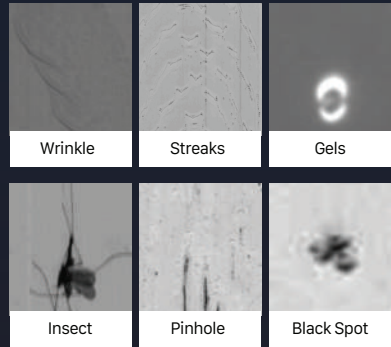 Wrinkle
Streaks
Gels
Insect
Pinhole
Black Spot